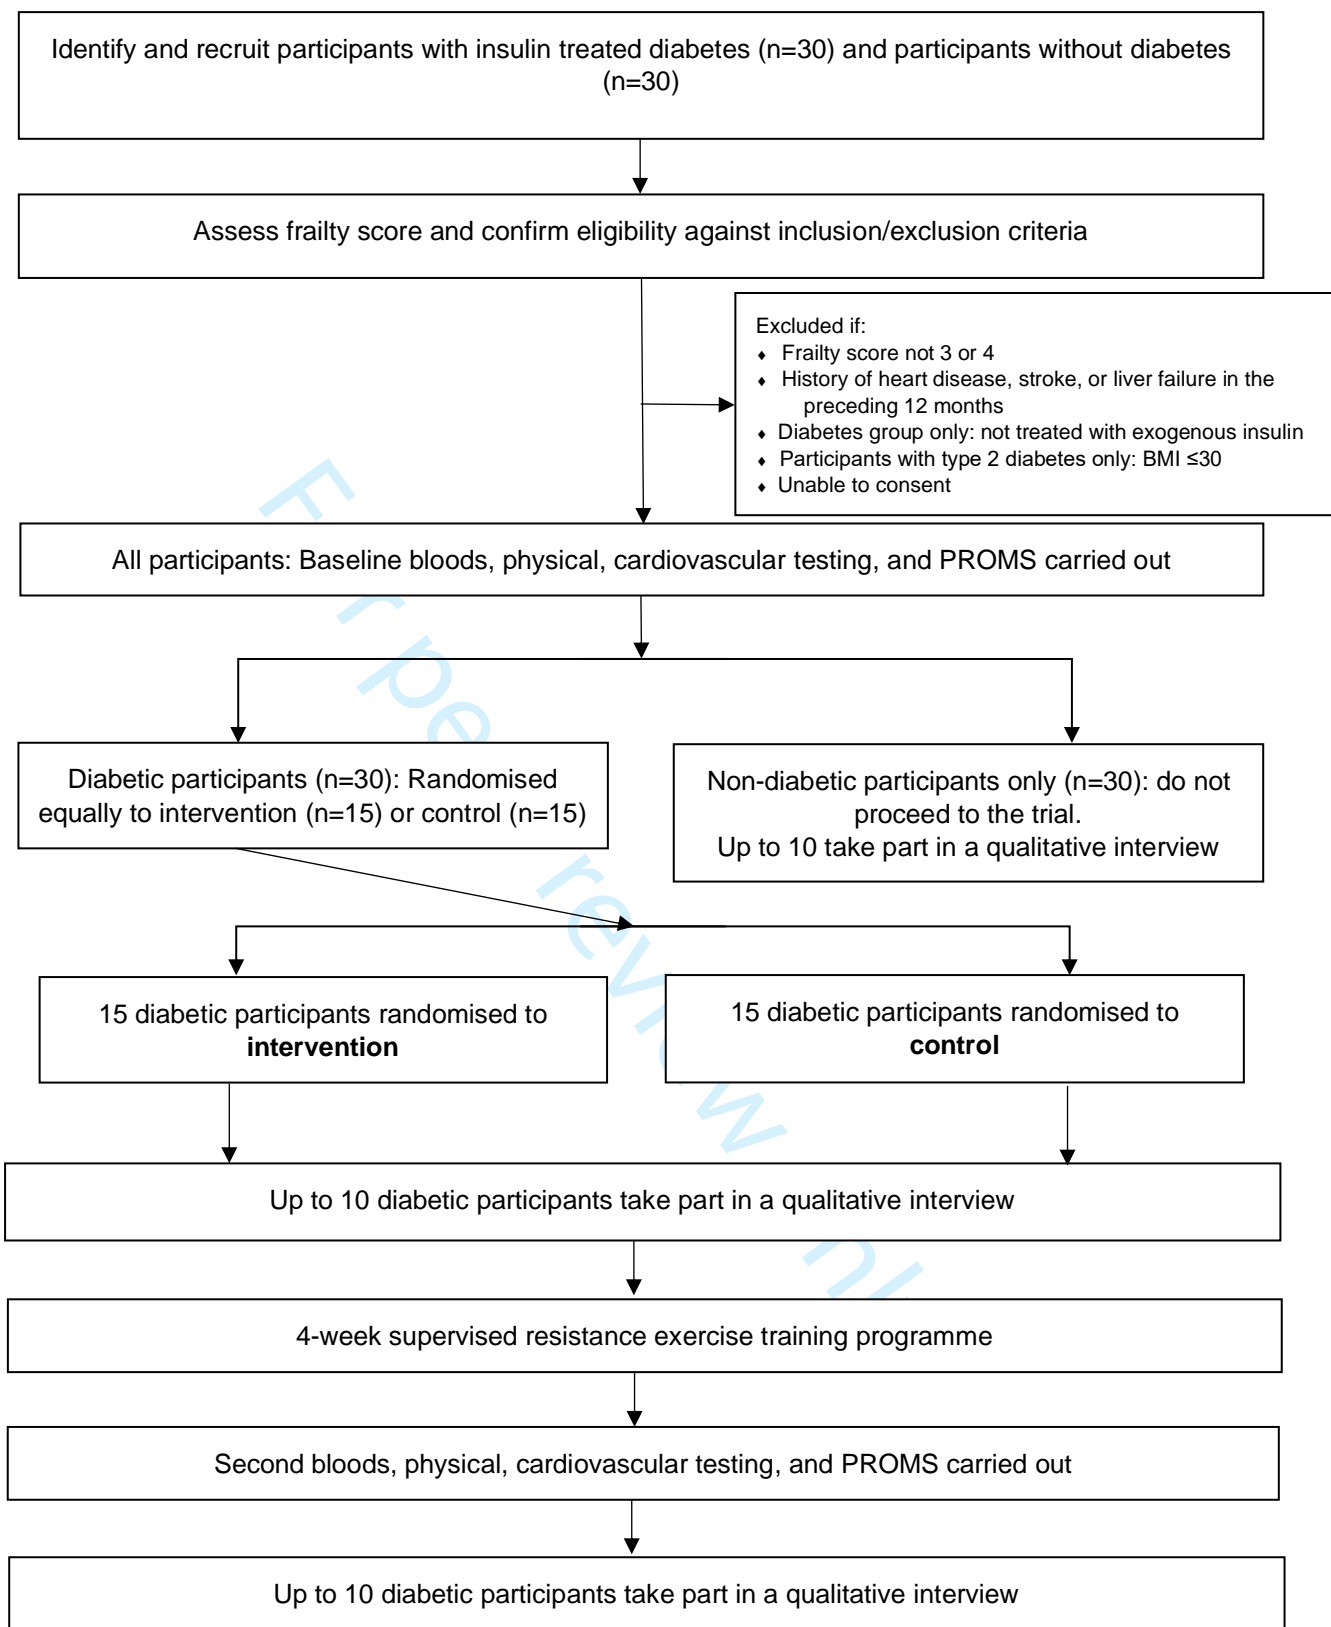 Identify and recruit participants with insulin treated diabetes (n=30) and participants without diabetes
(n=30)
Assess frailty score and confirm eligibility against inclusion/exclusion criteria
Excluded if:
♦ Frailty score not 3 or 4
♦ History of heart disease, stroke, or liver failure in the
preceding 12 months
♦ Diabetes group only: not treated with exogenous insulin
♦ Participants with type 2 diabetes only: BMI ≤30
♦ Unable to consent
All participants: Baseline bloods, physical, cardiovascular testing, and PROMS carried out
Diabetic participants (n=30): Randomised
equally to intervention (n=15) or control (n=15)
Non-diabetic participants only (n=30): do not
proceed to the trial.
Up to 10 take part in a qualitative interview
15 diabetic participants randomised to
intervention
15 diabetic participants randomised to
control
Up to 10 diabetic participants take part in a qualitative interview
4-week supervised resistance exercise training programme
Second bloods, physical, cardiovascular testing, and PROMS carried out
Up to 10 diabetic participants take part in a qualitative interview